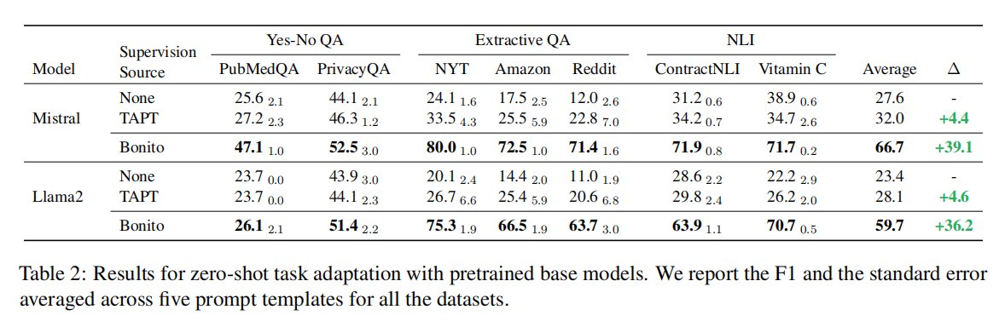 Yes-No QA Extractive QA NLI
Model Supervision Source PubMedQA PrivacyQA NYT Amazon Reddit ContractNLI Vitamin C Average Δ
None 25.6 2.1 44.1 2.1 24.1 1.6 17.5 2.5 12.0 2.6 31.2 0.6 38.9 0.6 27.6 -
Mistral TAPT 27.2 2.3 46.3 1.2 33.5 4.3 25.5 5.9 22.8 7.0 34.2 0.7 34.7 2.6 32.0 +4.4
Bonito 47.1 1.0 52.5 3.0 80.0 1.0 72.5 1.0 71.4 1.6 71.9 0.8 71.7 0.2 66.7 +39.1
None 23.7 0.0 43.9 3.0 20.1 2.4 14.4 2.0 11.0 1.9 28.6 2.2 22.2 2.9 23.4 -
Llama2 TAPT 23.7 0.0 44.1 2.3 26.7 6.6 25.4 5.9 20.6 6.8 29.8 2.4 26.2 2.0 28.1 +4.6
Bonito 26.1 2.1 51.4 2.2 75.3 1.9 66.5 1.9 63.7 3.0 63.9 1.1 70.7 0.5 59.7 +36.2
Table 2: Results for zero-shot task adaptation with pretrained base models. We report the F1 and the standard error
averaged across five prompt templates for all the datasets.